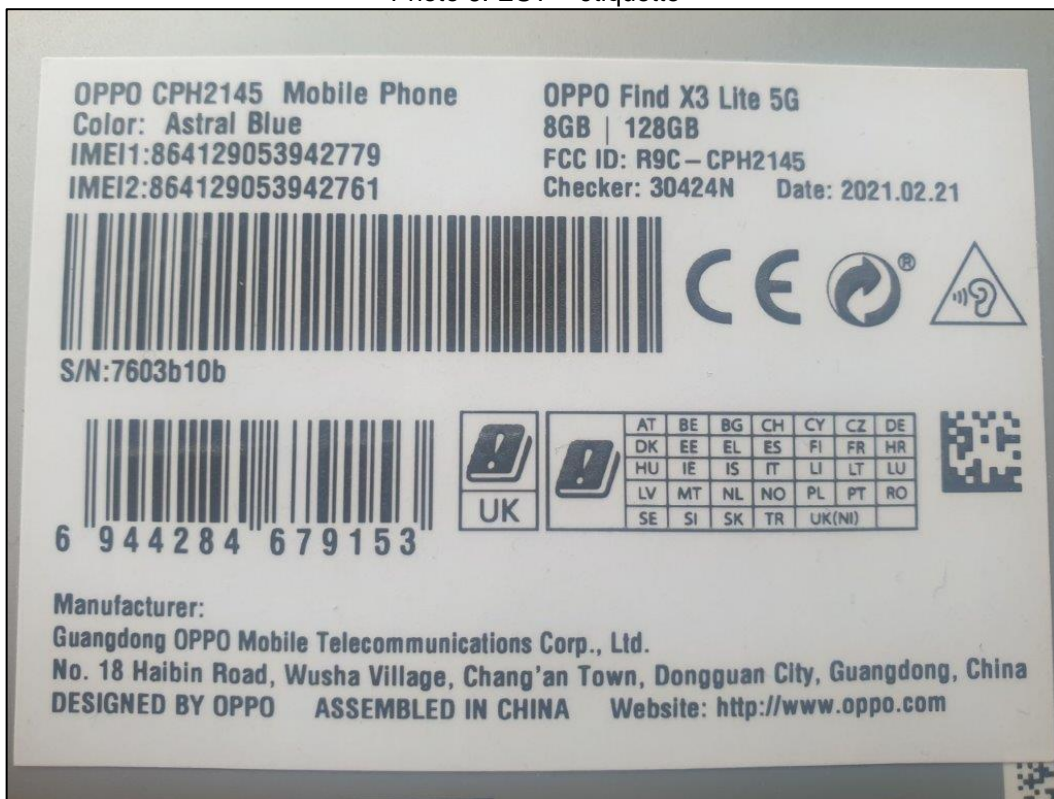 OPPO CPH2145 Mobile Phone
Color: Astral Blue
IMEI1:864129053942779
IMEI2:864129053942761
OPPO Find X3 Lite 5G
8GB | 128GB
FCC ID: R9C-CPH2145
Checker: 30424N Date: 2021.02.21
CE ®
S/N:7603b10b
6 944284 679153
UK
AT BE BG CH CY CZ DE
DK EE EL ES FI FR HR
HU IE IS IT LI LT LU
LV MT NL NO PL PT RO
SE SI SK TR UK(NI)
Manufacturer:
Guangdong OPPO Mobile Telecommunications Corp., Ltd.
No. 18 Haibin Road, Wusha Village, Chang'an Town, Dongguan City, Guangdong, China
DESIGNED BY OPPO ASSEMBLED IN CHINA Website: http://www.oppo.com